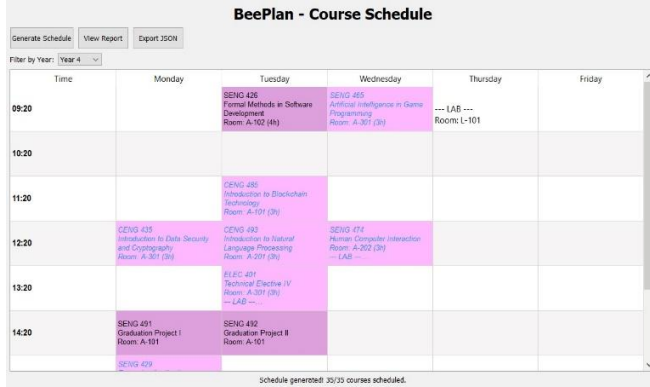 BeePlan - Course Schedule
Generate Schedule View Report Export JSON
Filter by Year: Year 4
Time Monday Tuesday Wednesday Thursday Friday
09:20
SENG 426
Formal Methods in Software
Development
Room: A-102 (4h)
SENG 465
Artificial Intelligence in Game
Programming
Room: A-301 (3h)
--- LAB ---
Room: L-101
10:20
11:20
CENG 485
Introduction to Blockchain
Technology
Room: A-101 (3h)
12:20
CENG 435
Introduction to Data Security
and Cryptography
Room: A-301 (3h)
CENG 493
Introduction to Natural
Language Processing
Room: A-201 (3h)
SENG 474
Human Computer Interaction
Room: A-202 (3h)
--- LAB ---
13:20
ELEC 401
Technical Elective IV
Room: A-301 (3h)
--- LAB ---
14:20
SENG 491
Graduation Project I
Room: A-101
SENG 492
Graduation Project II
Room: A-101
SENG 429
Schedule generated! 35/35 courses scheduled.